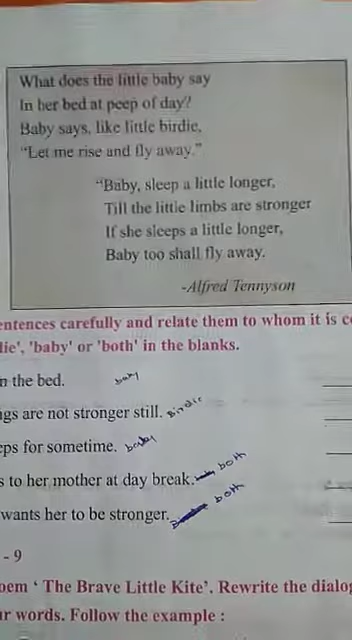 What does the little baby say
In her bed at peep of day?
Baby says, like little birdie,
"Let me rise and fly away."
"Baby, sleep a little longer,
Till the little limbs are stronger
If she sleeps a little longer,
Baby too shall fly away.
-Alfred Tennyson
entences carefully and relate them to whom it is c
die', 'baby' or 'both' in the blanks.
n the bed. baby
ngs are not stronger still. Birdie
eps for sometime. baby
s to her mother at day break. both
wants her to be stronger. both
- 9
oem ' The Brave Little Kite'. Rewrite the dialog
ur words. Follow the example :